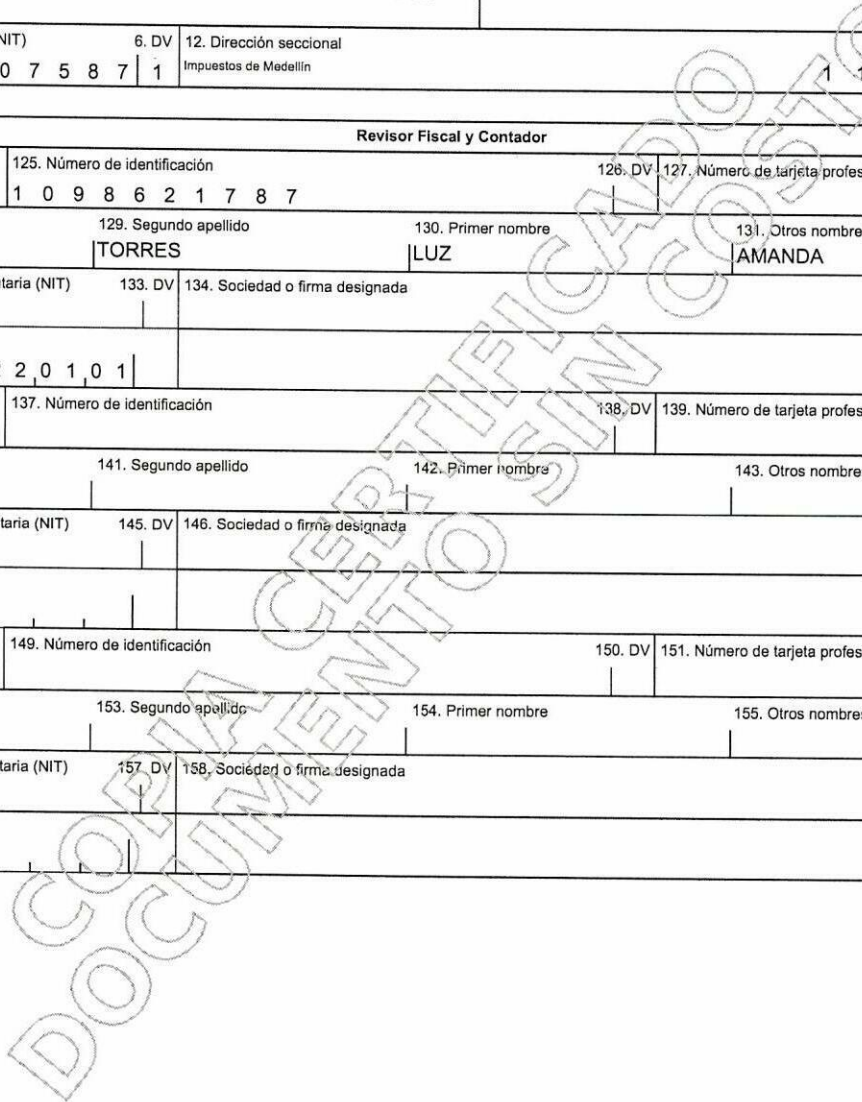 NIT) 6. DV 12. Dirección seccional
0 7 5 8 7 1 Impuestos de Medellín 1 1
Revisor Fiscal y Contador
125. Número de identificación 126. DV 127. Número de tarjeta profes
1 0 9 8 6 2 1 7 8 7
129. Segundo apellido 130. Primer nombre 131. Otros nombre
TORRES LUZ AMANDA
taria (NIT) 133. DV 134. Sociedad o firma designada
2 0 1 0 1
137. Número de identificación 138. DV 139. Número de tarjeta profes
141. Segundo apellido 142. Primer nombre 143. Otros nombre
taria (NIT) 145. DV 146. Sociedad o firma designada
149. Número de identificación 150. DV 151. Número de tarjeta profes
153. Segundo apellido 154. Primer nombre 155. Otros nombre
taria (NIT) 157. DV 158. Sociedad o firma designada
COPIA CERTIFICADO
DOCUMENTO SIN COSTO